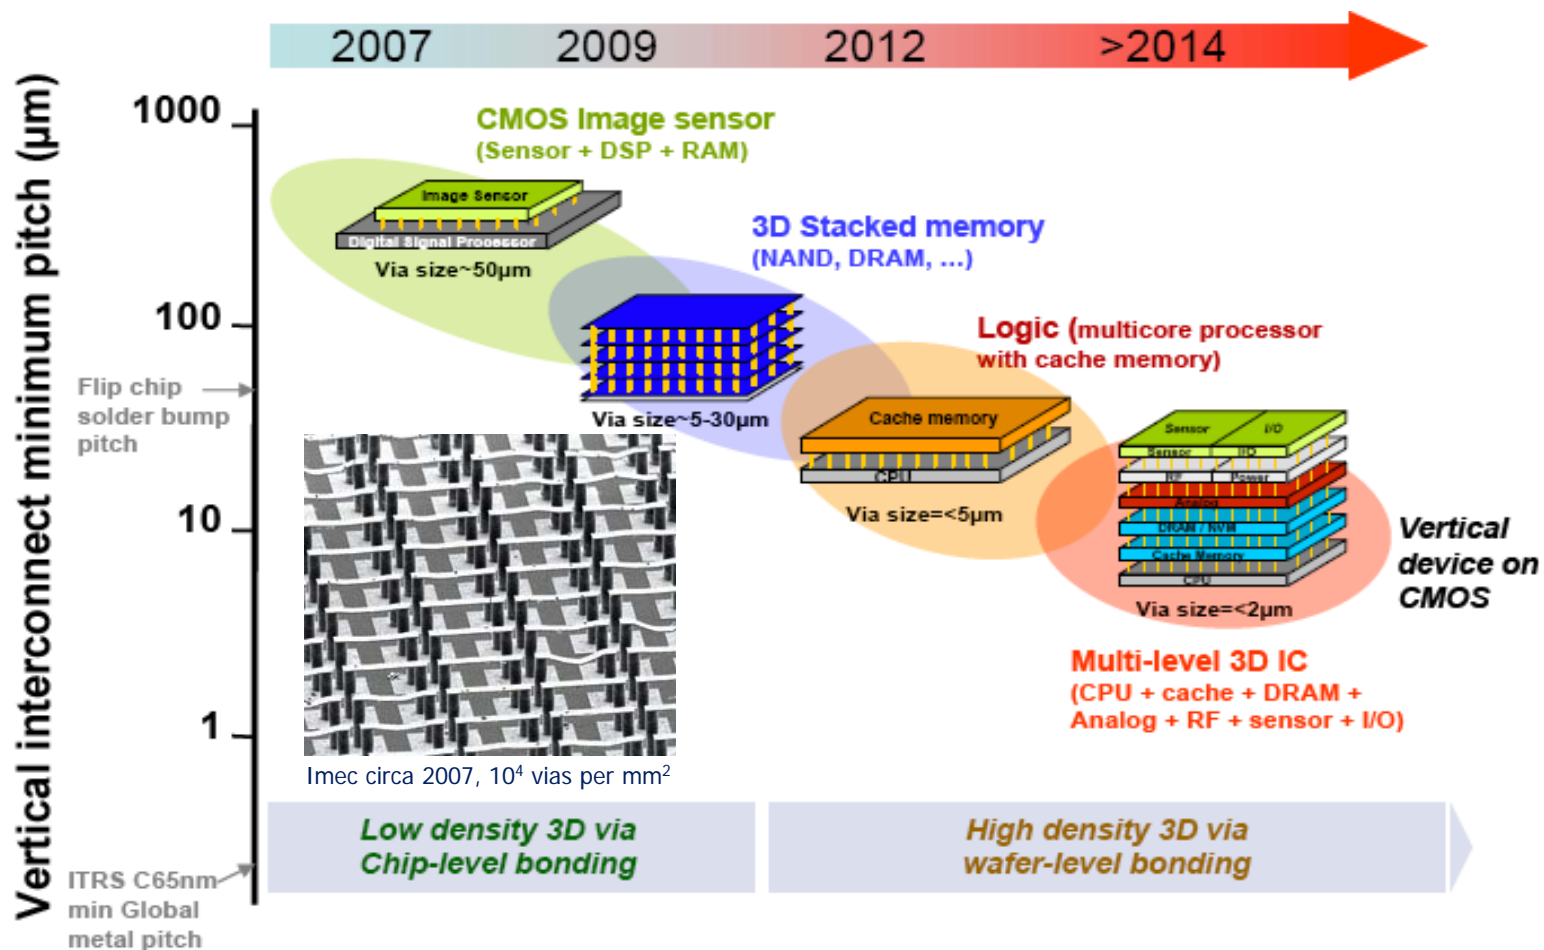 2007 2009 2012 >2014
Vertical interconnect minimum pitch (μm)
1000
100
10
1
CMOS Image sensor
(Sensor + DSP + RAM)
Image Sensor
Digital Signal Processor
Via size~50μm
3D Stacked memory
(NAND, DRAM, ...)
Via size~5-30μm
Logic (multicore processor
with cache memory)
Cache memory
CPU
Via size=<5μm
Sensor I/O
Sensor I/O
RF Power
Analog
DRAM / NVM
Cache Memory
CPU
Via size=<2μm
Vertical
device on
CMOS
Multi-level 3D IC
(CPU + cache + DRAM +
Analog + RF + sensor + I/O)
Flip chip
solder bump
pitch
Imec circa 2007, 10⁴ vias per mm²
Low density 3D via
Chip-level bonding
High density 3D via
wafer-level bonding
ITRS C65nm
min Global
metal pitch